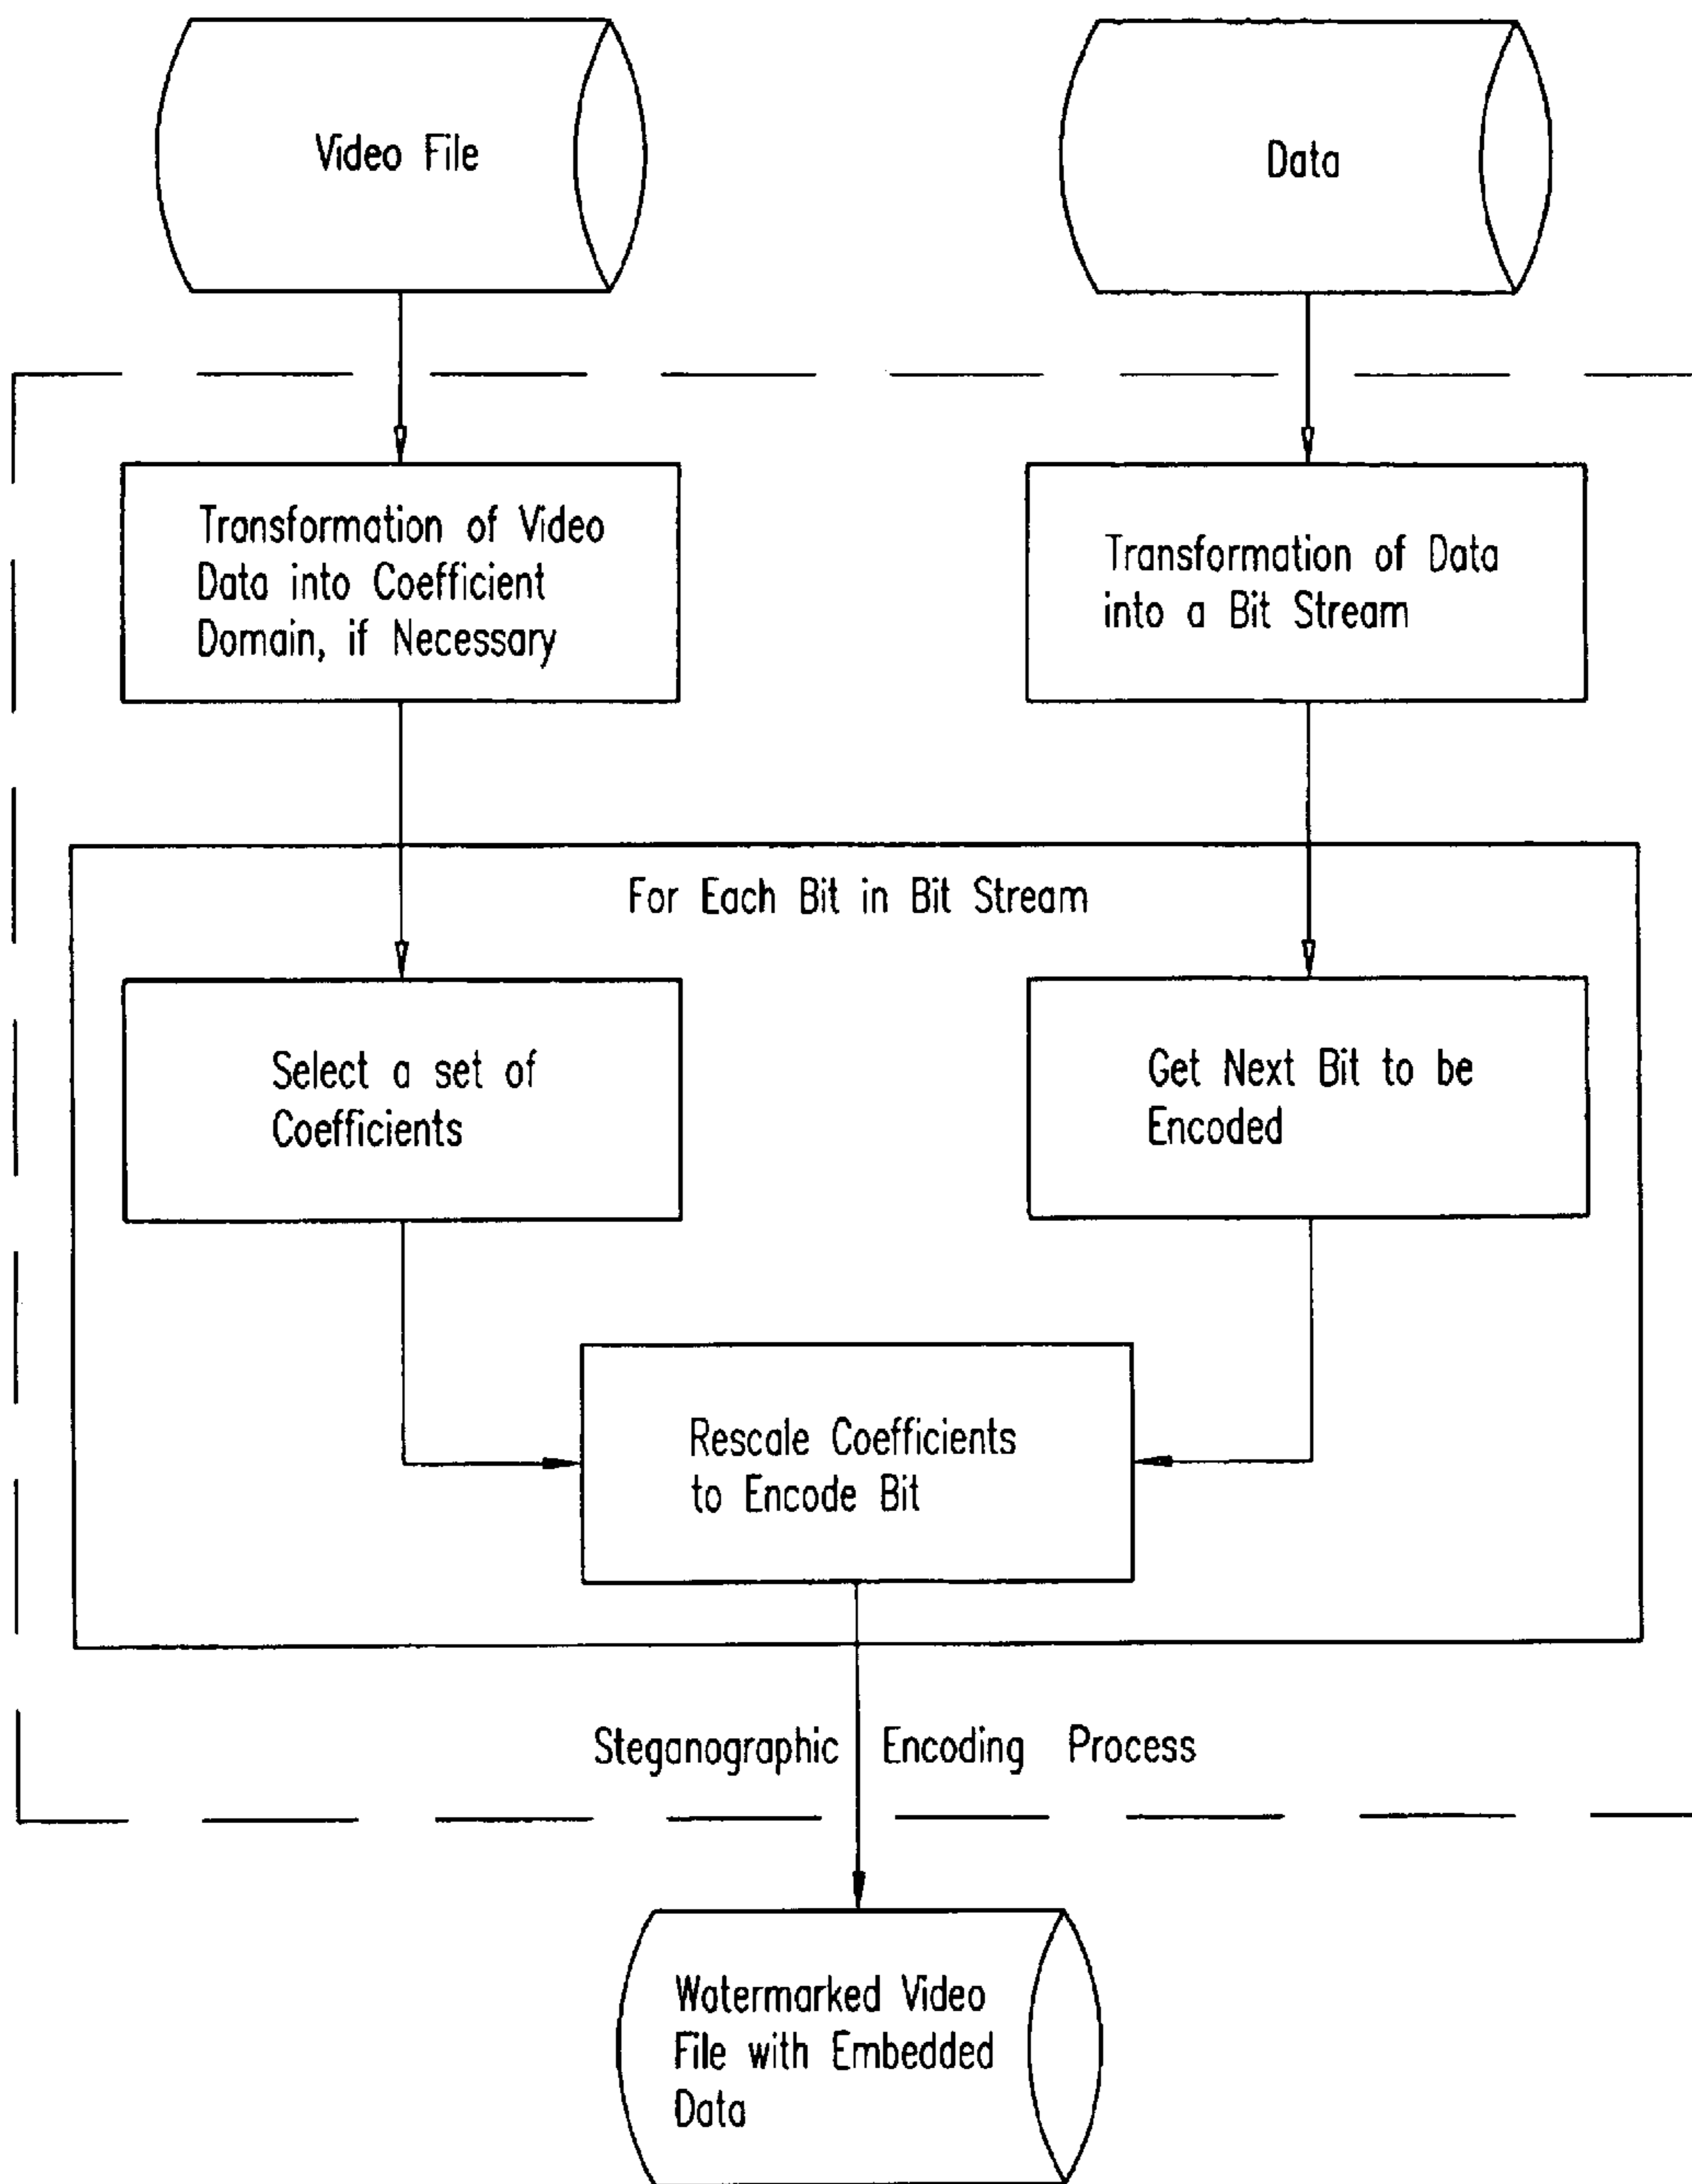 Video File
Data
Transformation of Video
Data into Coefficient
Domain, if Necessary
Transformation of Data
into a Bit Stream
For Each Bit in Bit Stream
Select a set of
Coefficients
Get Next Bit to be
Encoded
Rescale Coefficients
to Encode Bit
Steganographic Encoding Process
Watermarked Video
File with Embedded
Data